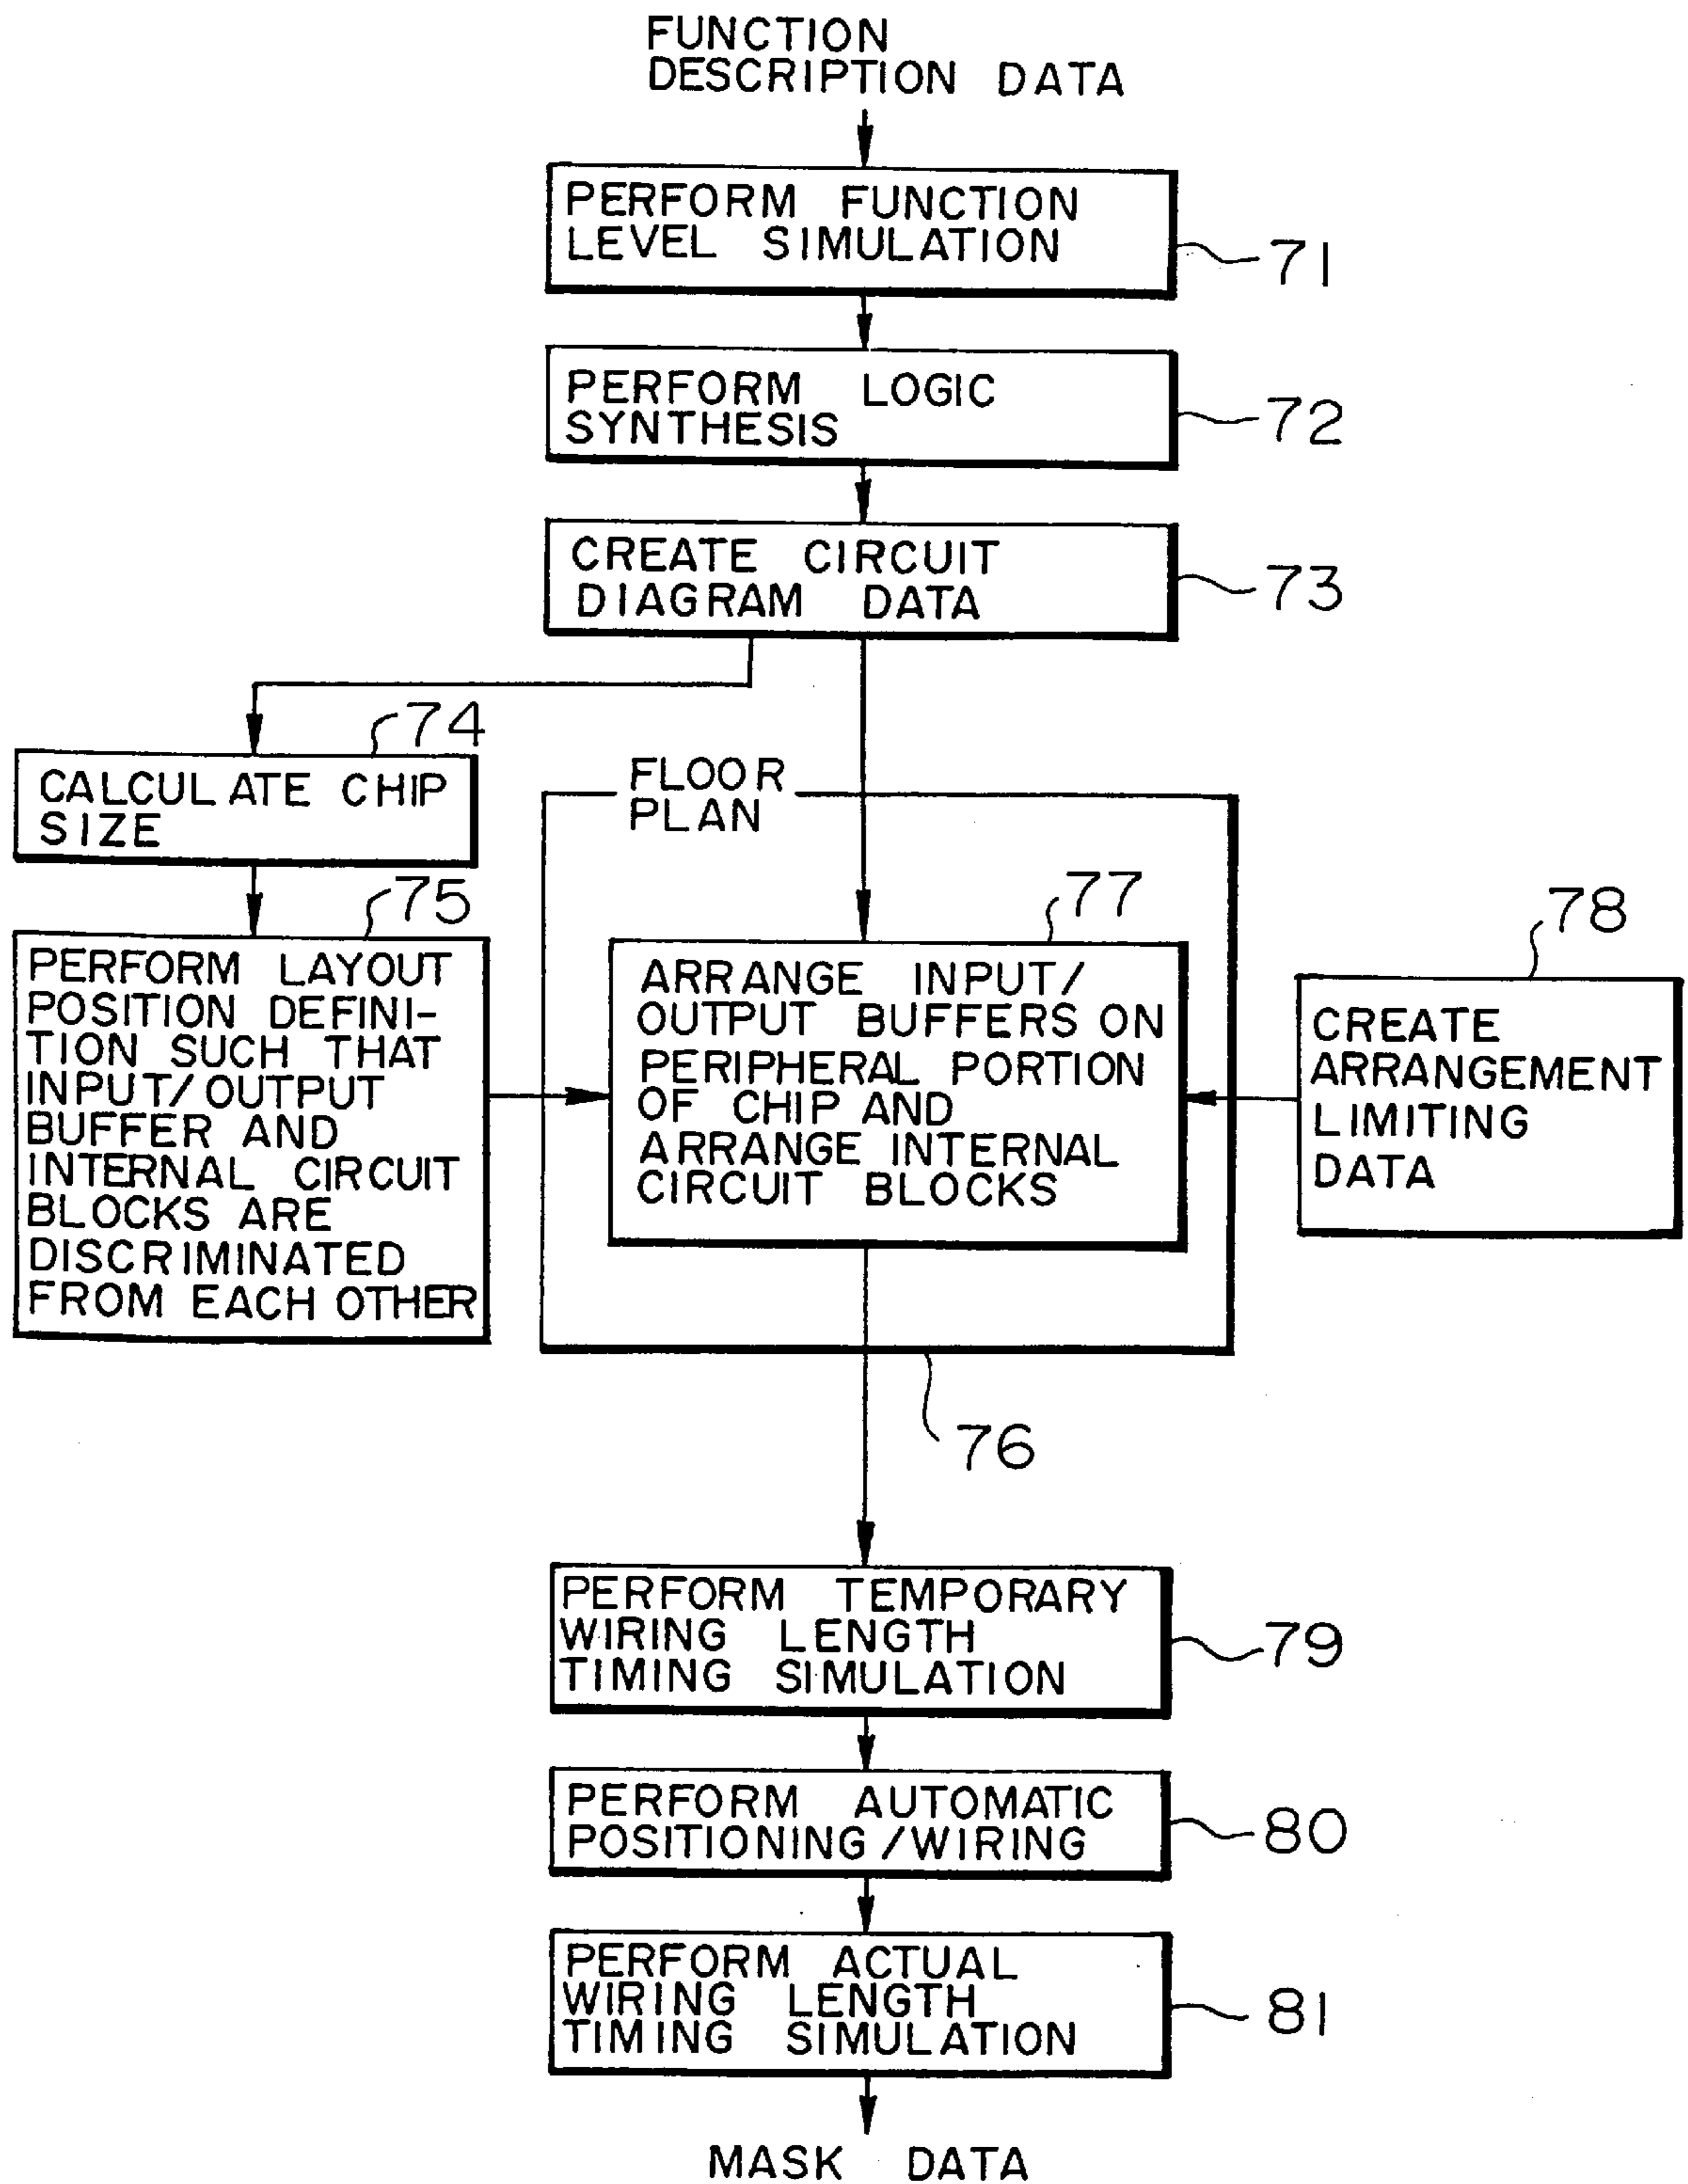 FUNCTION
DESCRIPTION DATA
PERFORM FUNCTION
LEVEL SIMULATION
71
PERFORM LOGIC
SYNTHESIS
72
CREATE CIRCUIT
DIAGRAM DATA
73
74
CALCULATE CHIP
SIZE
75
PERFORM LAYOUT
POSITION DEFINI-
TION SUCH THAT
INPUT/OUTPUT
BUFFER AND
INTERNAL CIRCUIT
BLOCKS ARE
DISCRIMINATED
FROM EACH OTHER
FLOOR
PLAN
77
ARRANGE INPUT/
OUTPUT BUFFERS ON
PERIPHERAL PORTION
OF CHIP AND
ARRANGE INTERNAL
CIRCUIT BLOCKS
78
CREATE
ARRANGEMENT
LIMITING
DATA
76
PERFORM TEMPORARY
WIRING LENGTH
TIMING SIMULATION
79
PERFORM AUTOMATIC
POSITIONING/WIRING
80
PERFORM ACTUAL
WIRING LENGTH
TIMING SIMULATION
81
MASK DATA